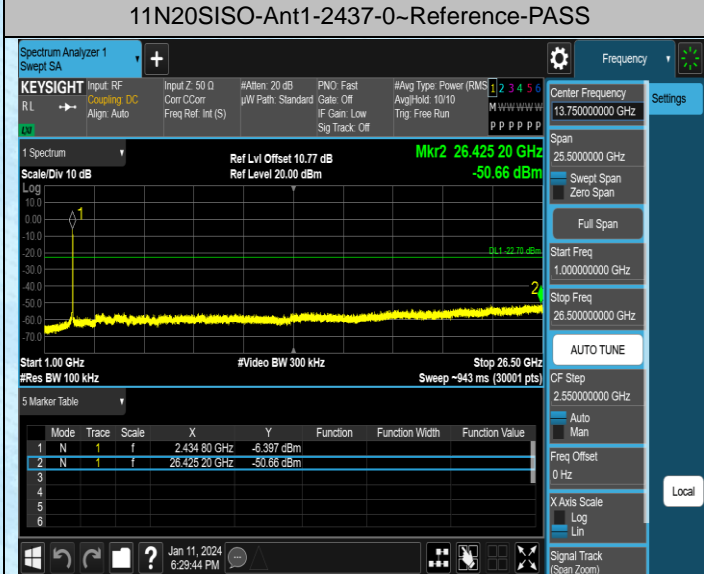 11N20SISO-Ant1-2437-0~Reference-PASS
Spectrum Analyzer 1
Swept SA
+
Frequency
KEYSIGHT
RL
LXI
Input: RF
Coupling: DC
Align: Auto
Input Z: 50 Ω
Corr CCorr
Freq Ref: Int (S)
#Atten: 20 dB
µW Path: Standard
PNO: Fast
Gate: Off
IF Gain: Low
Sig Track: Off
#Avg Type: Power (RMS
Avg|Hold: 10/10
Trig: Free Run
1 2 3 4 5 6
M W W W W W
P P P P P P
Center Frequency
13.750000000 GHz
Settings
Span
25.5000000 GHz
Swept Span
Zero Span
Full Span
Start Freq
1.000000000 GHz
Stop Freq
26.500000000 GHz
AUTO TUNE
CF Step
2.550000000 GHz
Auto
Man
Freq Offset
0 Hz
X Axis Scale
Log
Lin
Signal Track
(Span Zoom)
Local
1 Spectrum
Scale/Div 10 dB
Ref Lvl Offset 10.77 dB
Ref Level 20.00 dBm
Mkr2 26.425 20 GHz
-50.66 dBm
Log
10.0
0.00
-10.0
-20.0
-30.0
-40.0
-50.0
-60.0
-70.0
1
DL1 -22.70 dBm
2
Start 1.00 GHz
#Video BW 300 kHz
Stop 26.50 GHz
#Res BW 100 kHz
Sweep ~943 ms (30001 pts)
5 Marker Table
Mode Trace Scale X Y Function Function Width Function Value
1 N 1 f 2.434 80 GHz -6.397 dBm
2 N 1 f 26.425 20 GHz -50.66 dBm
3
4
5
6
?
Jan 11, 2024
6:29:44 PM